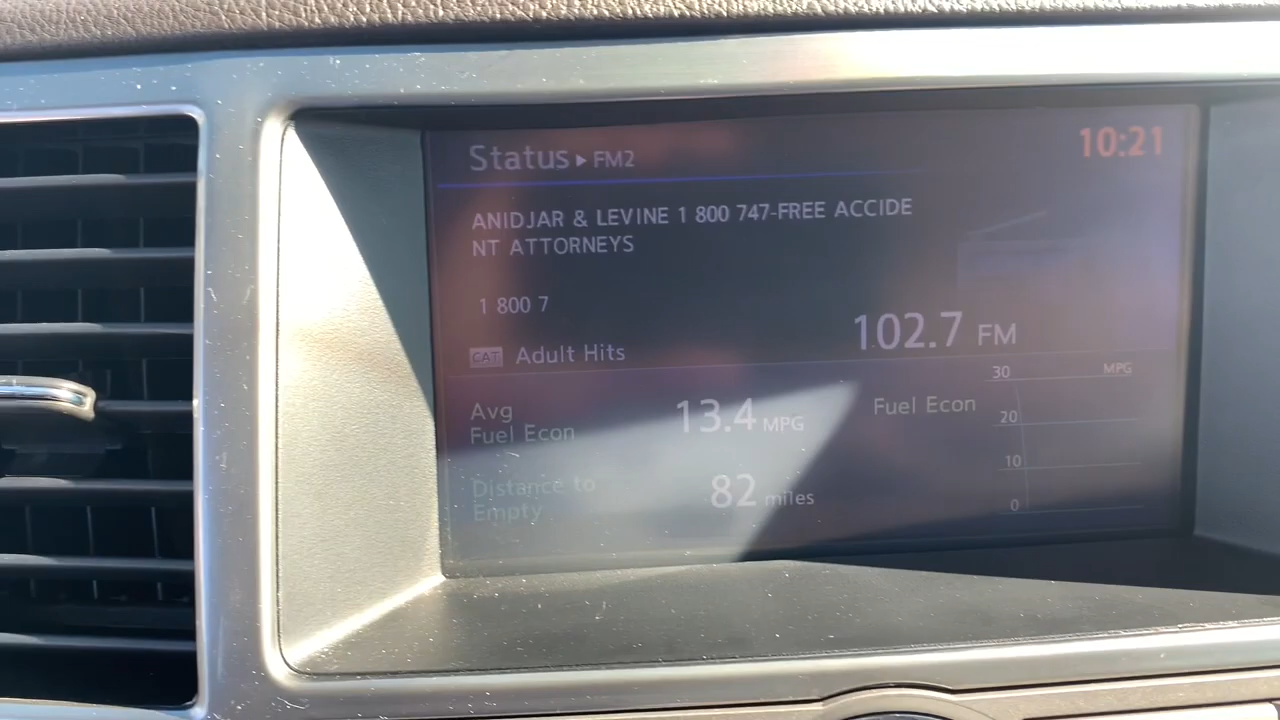 Status ▸ FM2
10:21
ANIDJAR & LEVINE 1 800 747-FREE ACCIDE
NT ATTORNEYS
1 800 7
102.7 FM
CAT Adult Hits
Avg
Fuel Econ
13.4 MPG
Distance to
Empty
82 miles
Fuel Econ
MPG
30
20
10
0